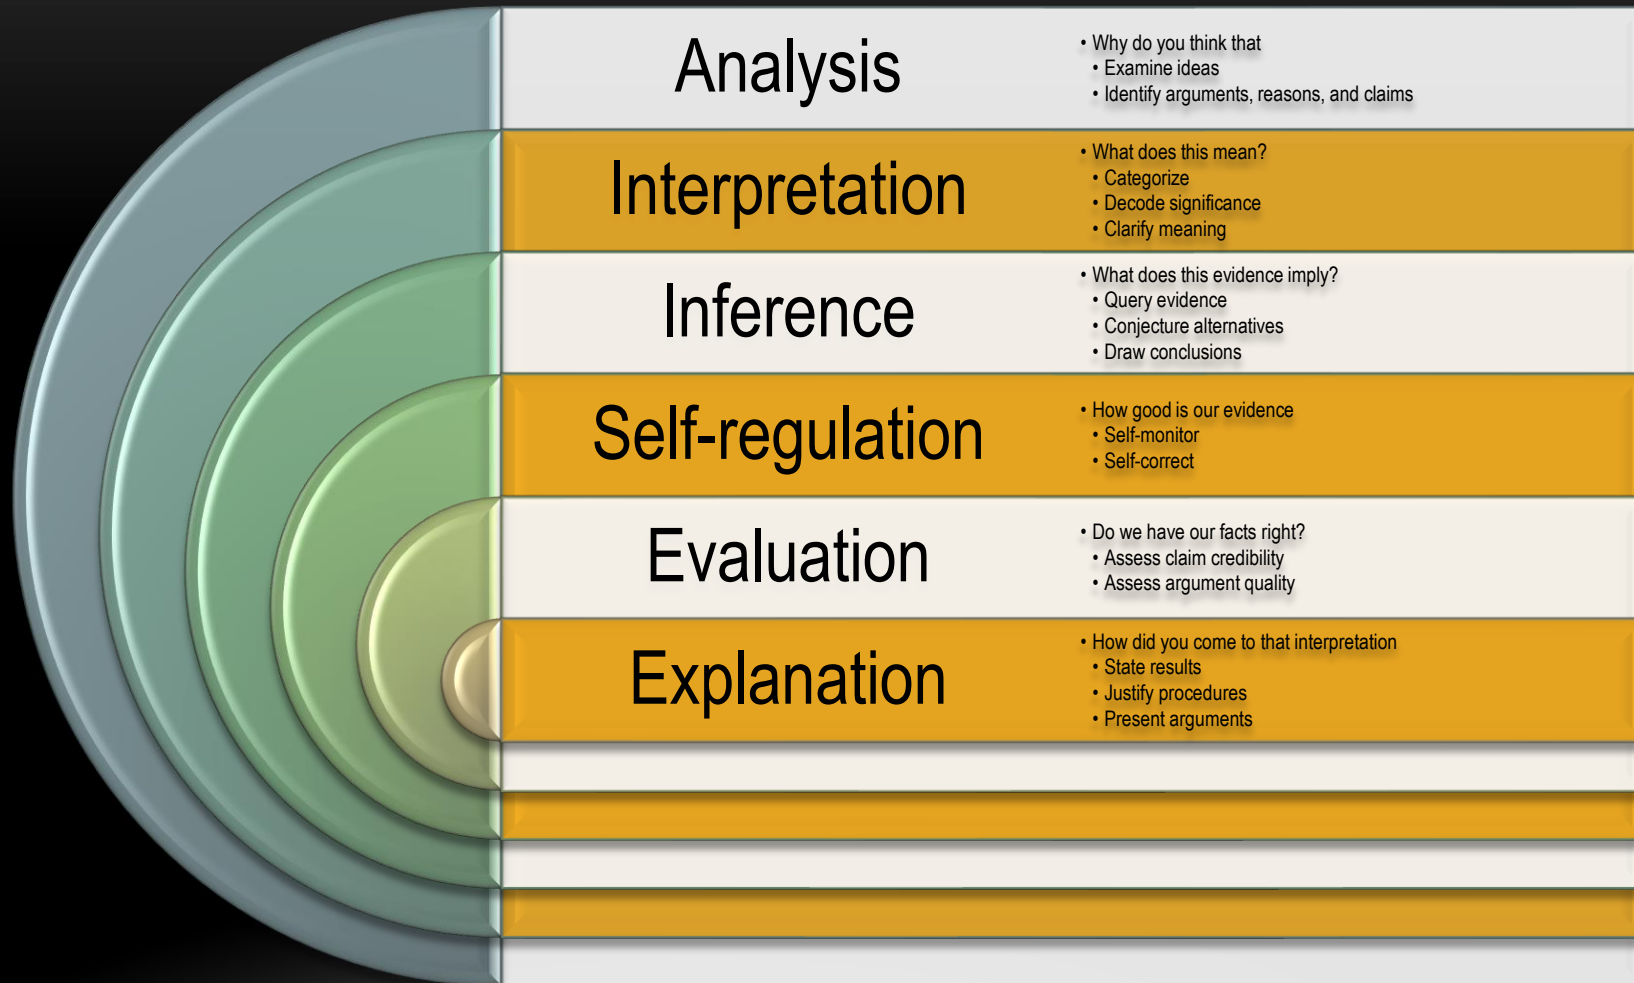 Analysis
• Why do you think that
• Examine ideas
• Identify arguments, reasons, and claims
Interpretation
• What does this mean?
• Categorize
• Decode significance
• Clarify meaning
Inference
• What does this evidence imply?
• Query evidence
• Conjecture alternatives
• Draw conclusions
Self-regulation
• How good is our evidence
• Self-monitor
• Self-correct
Evaluation
• Do we have our facts right?
• Assess claim credibility
• Assess argument quality
Explanation
• How did you come to that interpretation
• State results
• Justify procedures
• Present arguments